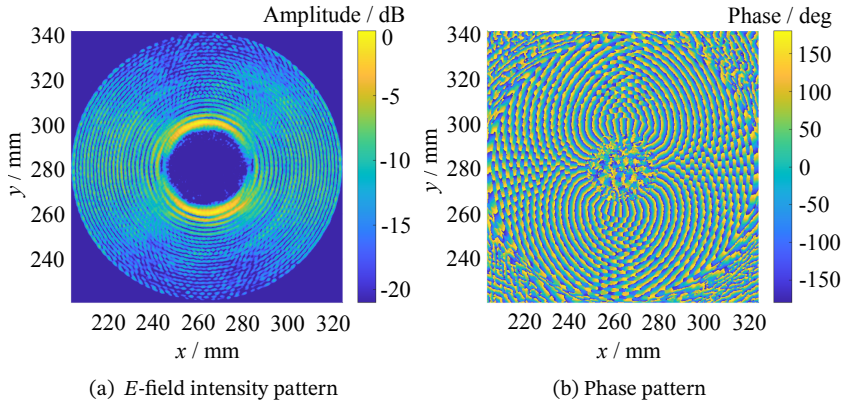 Amplitude / dB
340
320
300
280
260
240
y / mm
220 240 260 280 300 320
x / mm
0
-5
-10
-15
-20
(a) E-field intensity pattern
Phase / deg
340
320
300
280
260
240
y / mm
220 240 260 280 300 320
x / mm
150
100
50
0
-50
-100
-150
(b) Phase pattern